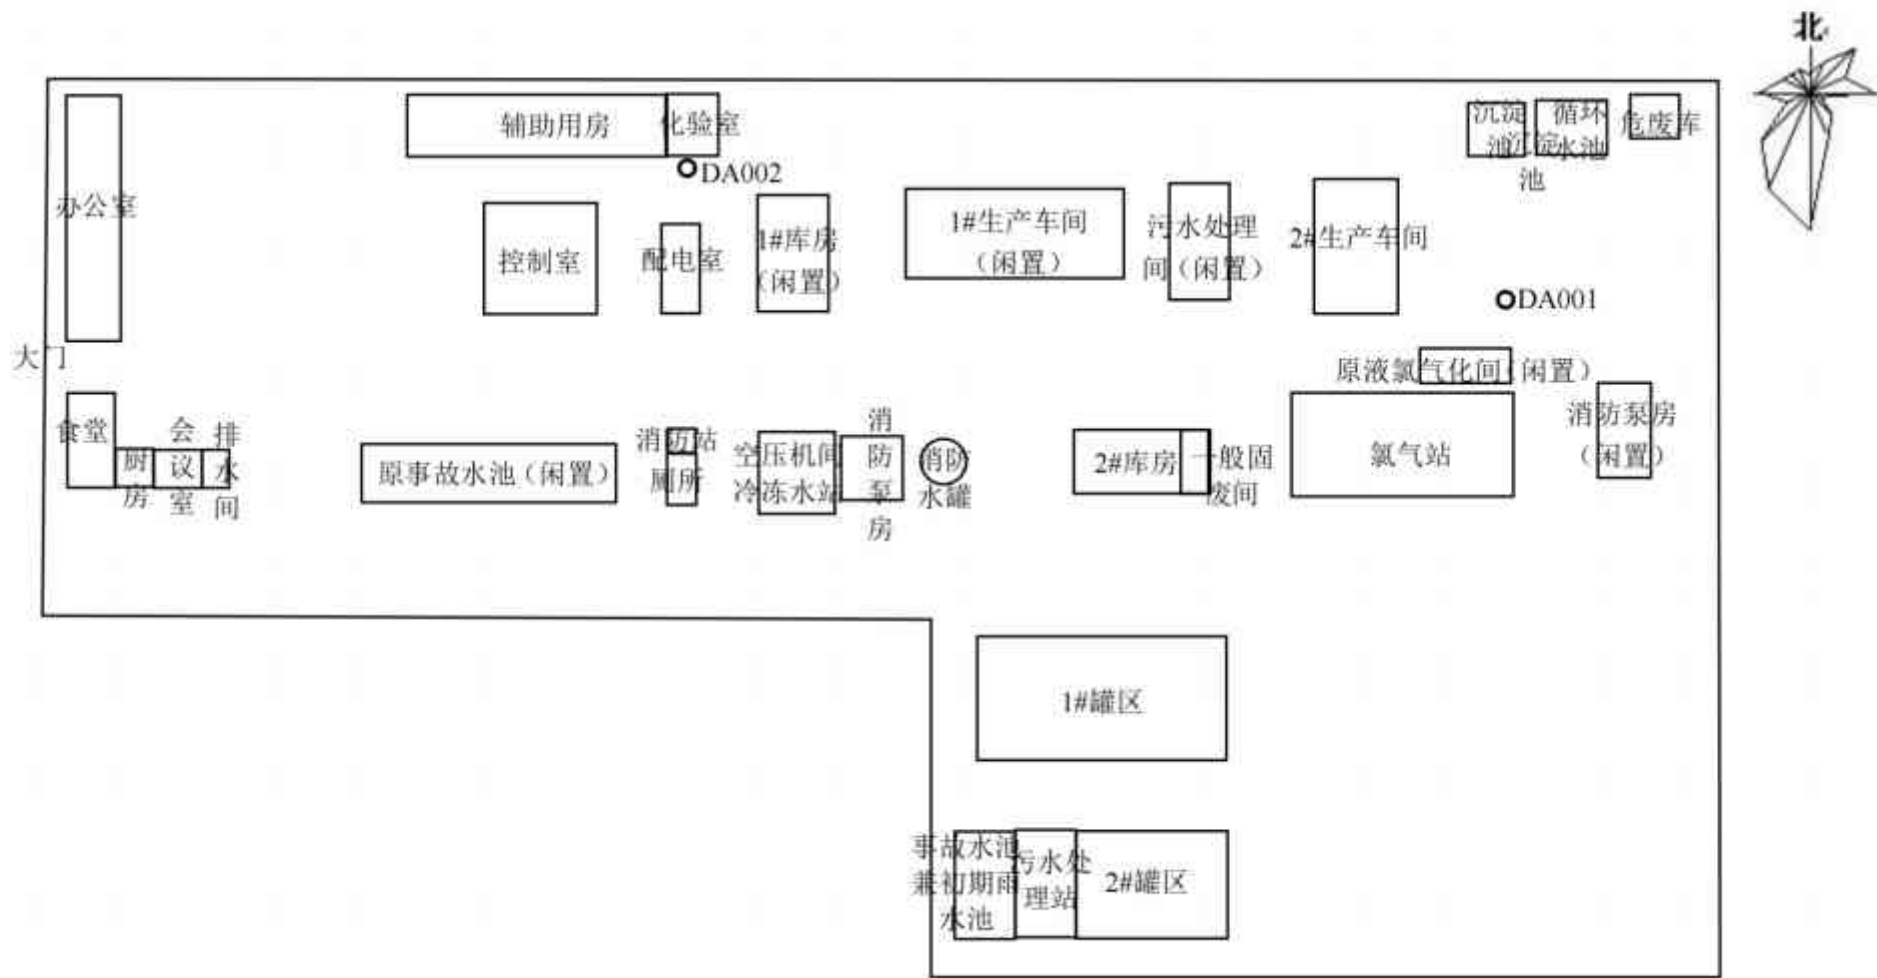 北
辅助用房
化验室
沉淀
池
沉淀
池
循环
水池
危废库
DA002
办公室
控制室
配电室
1#库房
（闲置）
1#生产车间
（闲置）
污水处理
间（闲置）
2#生产车间
DA001
大门
原液氯气化间（闲置）
食堂
厨
房
会
议
室
排
水
间
原事故水池（闲置）
消防站
厕所
空压机间
冷冻水站
消
防
泵
房
消防
水罐
2#库房
一般固
废间
氯气站
消防泵房
（闲置）
1#罐区
事故水池
兼初期雨
水池
污水处
理站
2#罐区